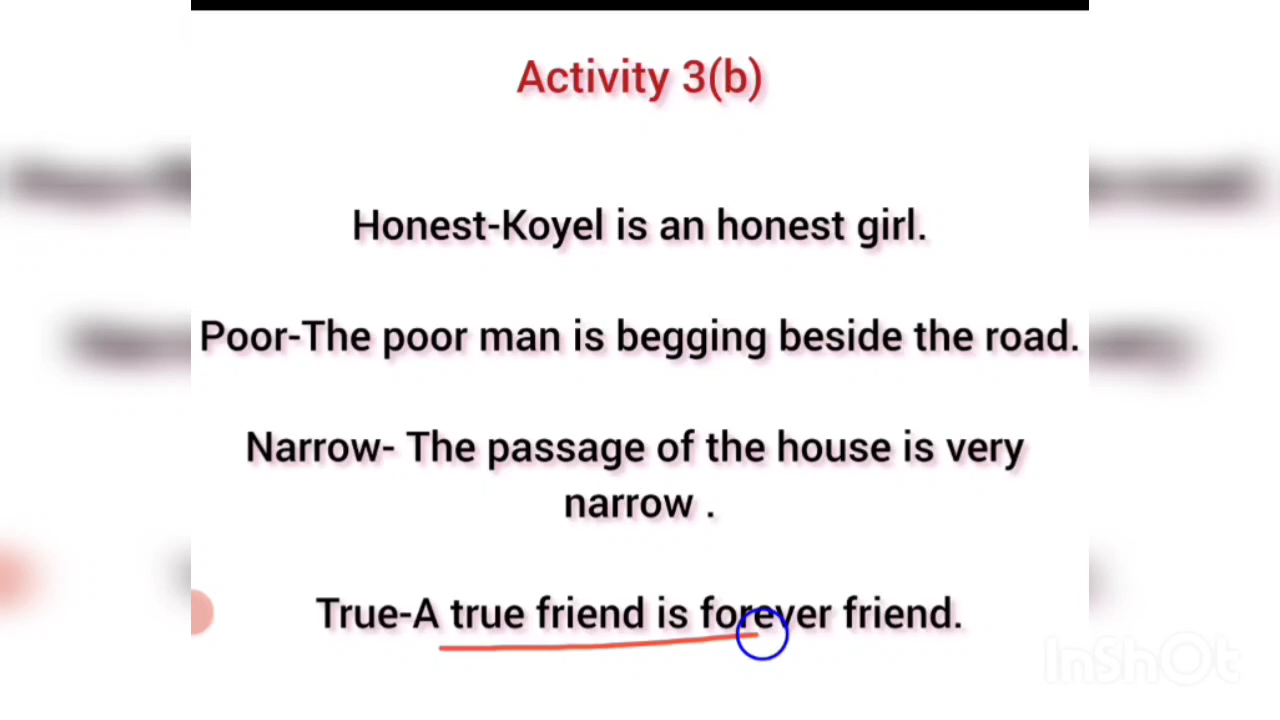 Activity 3(b)
Honest-Koyel is an honest girl.
Poor-The poor man is begging beside the road.
Narrow- The passage of the house is very
narrow .
True-A true friend is forever friend.
InShOt